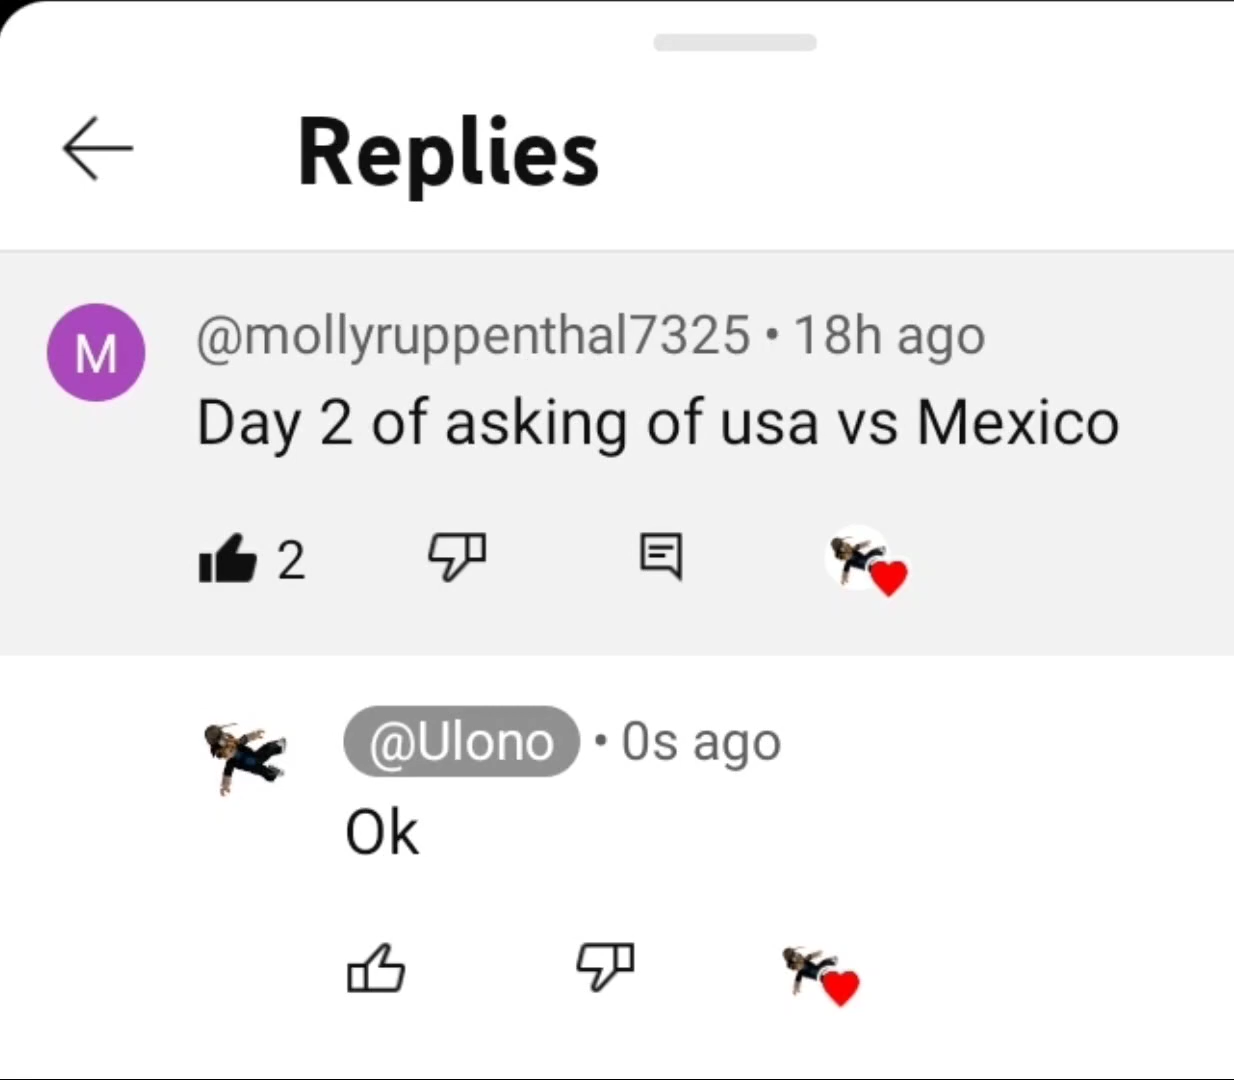 Replies
M
@mollyruppenthal7325 • 18h ago
Day 2 of asking of usa vs Mexico
2
@Ulono • 0s ago
Ok